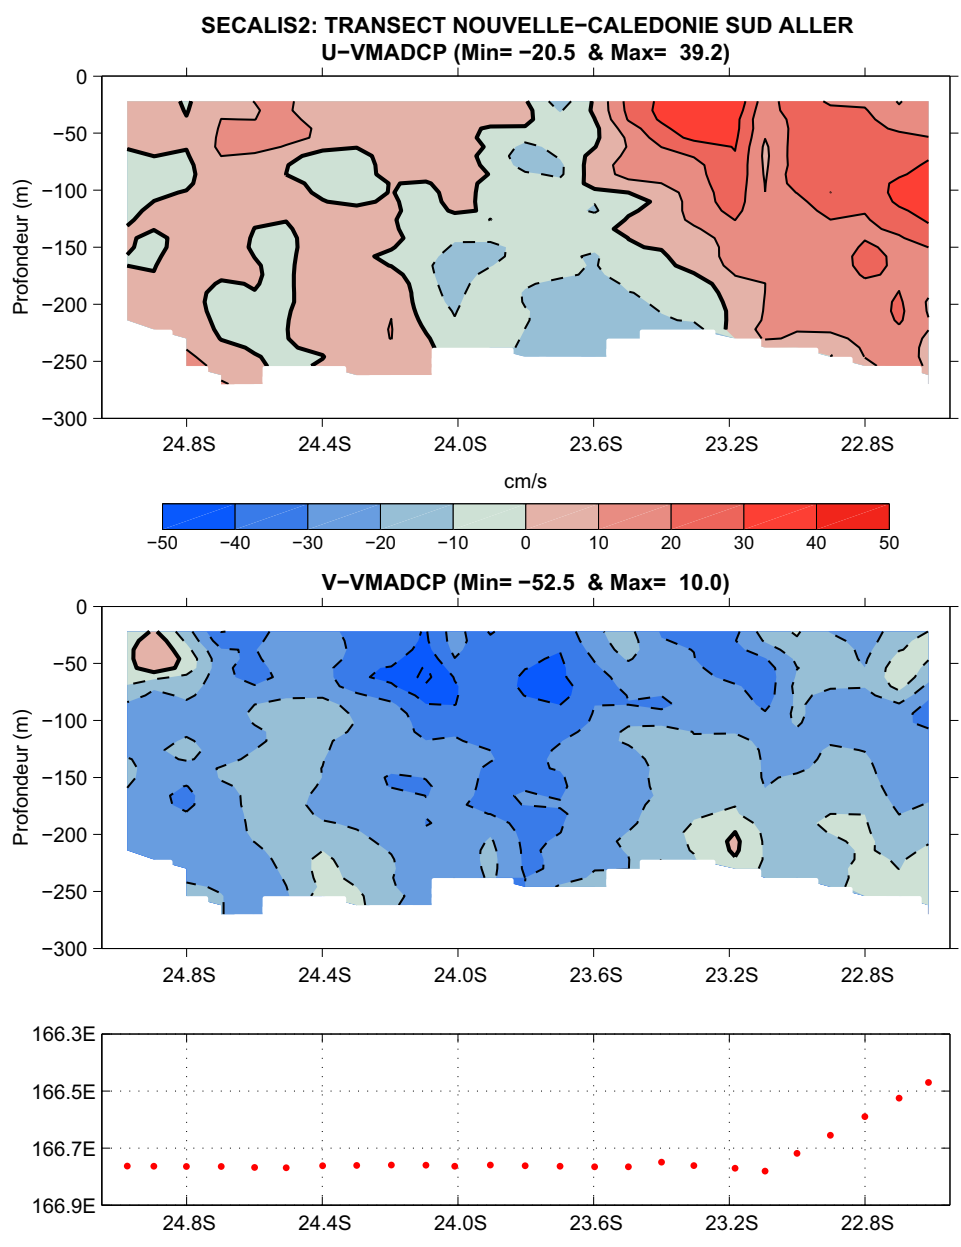 SECALIS2: TRANSECT NOUVELLE−CALEDONIE SUD ALLER
U−VMADCP (Min= −20.5 & Max= 39.2)
0
−50
−100
−150
−200
−250
−300
Profondeur (m)
24.8S 24.4S 24.0S 23.6S 23.2S 22.8S
cm/s
−50 −40 −30 −20 −10 0 10 20 30 40 50
V−VMADCP (Min= −52.5 & Max= 10.0)
0
−50
−100
−150
−200
−250
−300
Profondeur (m)
24.8S 24.4S 24.0S 23.6S 23.2S 22.8S
166.3E
166.5E
166.7E
166.9E
24.8S 24.4S 24.0S 23.6S 23.2S 22.8S